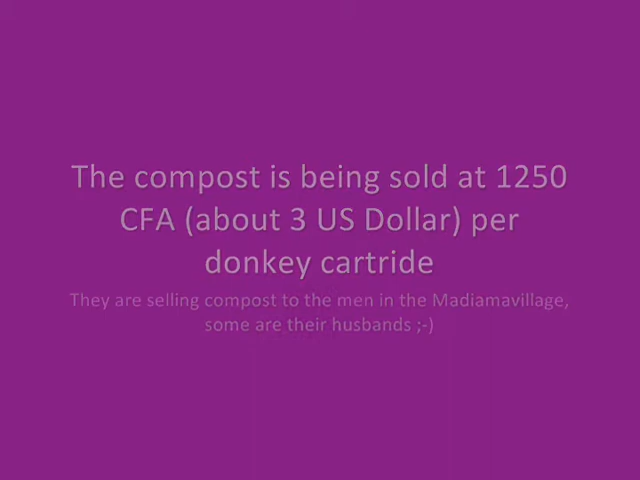 The compost is being sold at 1250
CFA (about 3 US Dollar) per
donkey cartride
They are selling compost to the men in the Madiamavillage,
some are their husbands ;-)